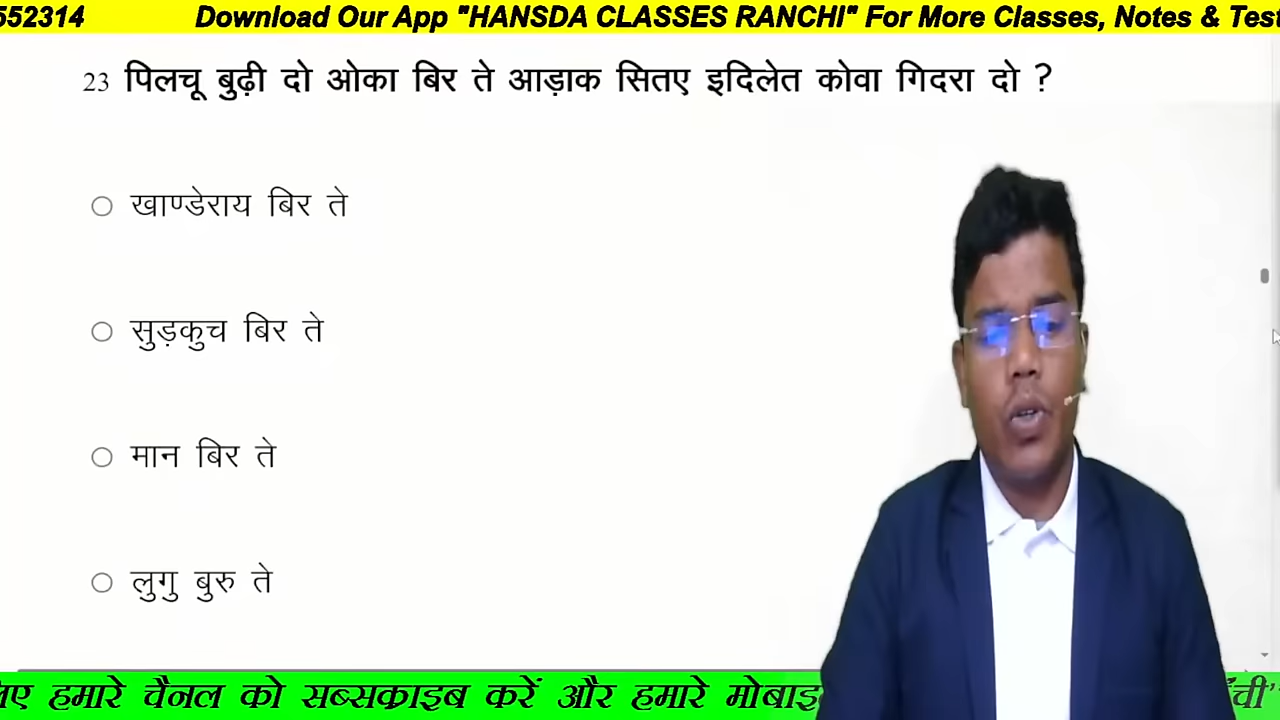 552314 Download Our App "HANSDA CLASSES RANCHI" For More Classes, Notes & Test
23 पिलचू बुढ़ी दो ओका बिर ते आड़ाक सितए इदिलेत कोवा गिदरा दो ?
खाण्डेराय बिर ते
सुड़कुच बिर ते
मान बिर ते
लुगु बुरु ते
हमारे चैनल को सब्सक्राइब करें और हमारे